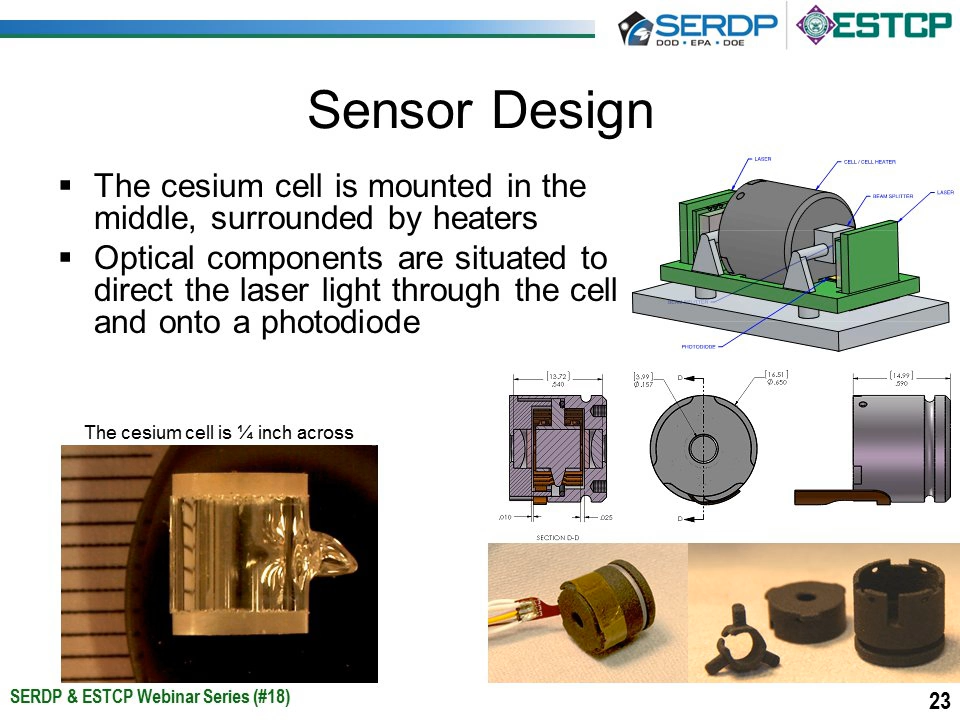 SERDP
DOD • EPA • DOE
ESTCP
Sensor Design
▪ The cesium cell is mounted in the
middle, surrounded by heaters
▪ Optical components are situated to
direct the laser light through the cell
and onto a photodiode
LASER
CELL / CELL HEATER
BEAM SPLITTER
LASER
BEAM SPLITTER
PHOTODIODE
[13.72]
.540
[3.99]
Ø.157
D
[16.51]
Ø.650
[14.99]
.590
.010
.025
D
SECTION D-D
The cesium cell is ¼ inch across
SERDP & ESTCP Webinar Series (#18)
23